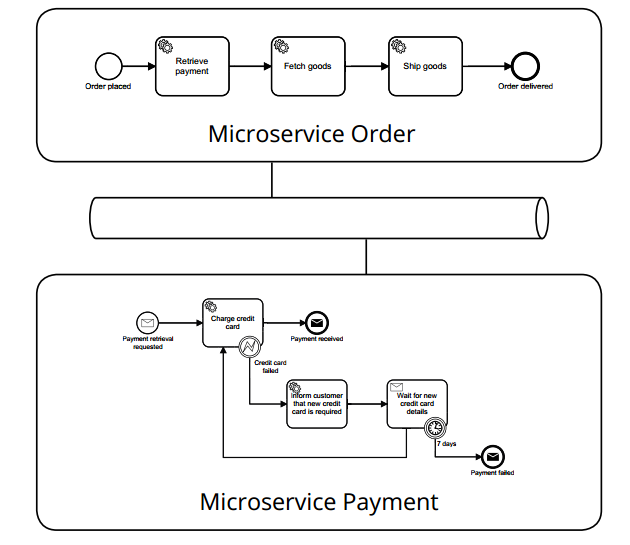 Retrieve
payment
Fetch goods
Ship goods
Order placed
Order delivered
Microservice Order
Charge credit
card
Payment retrieval
requested
Payment received
Credit card
failed
Inform customer
that new credit
card is required
Wait for new
credit card
details
7 days
Payment failed
Microservice Payment